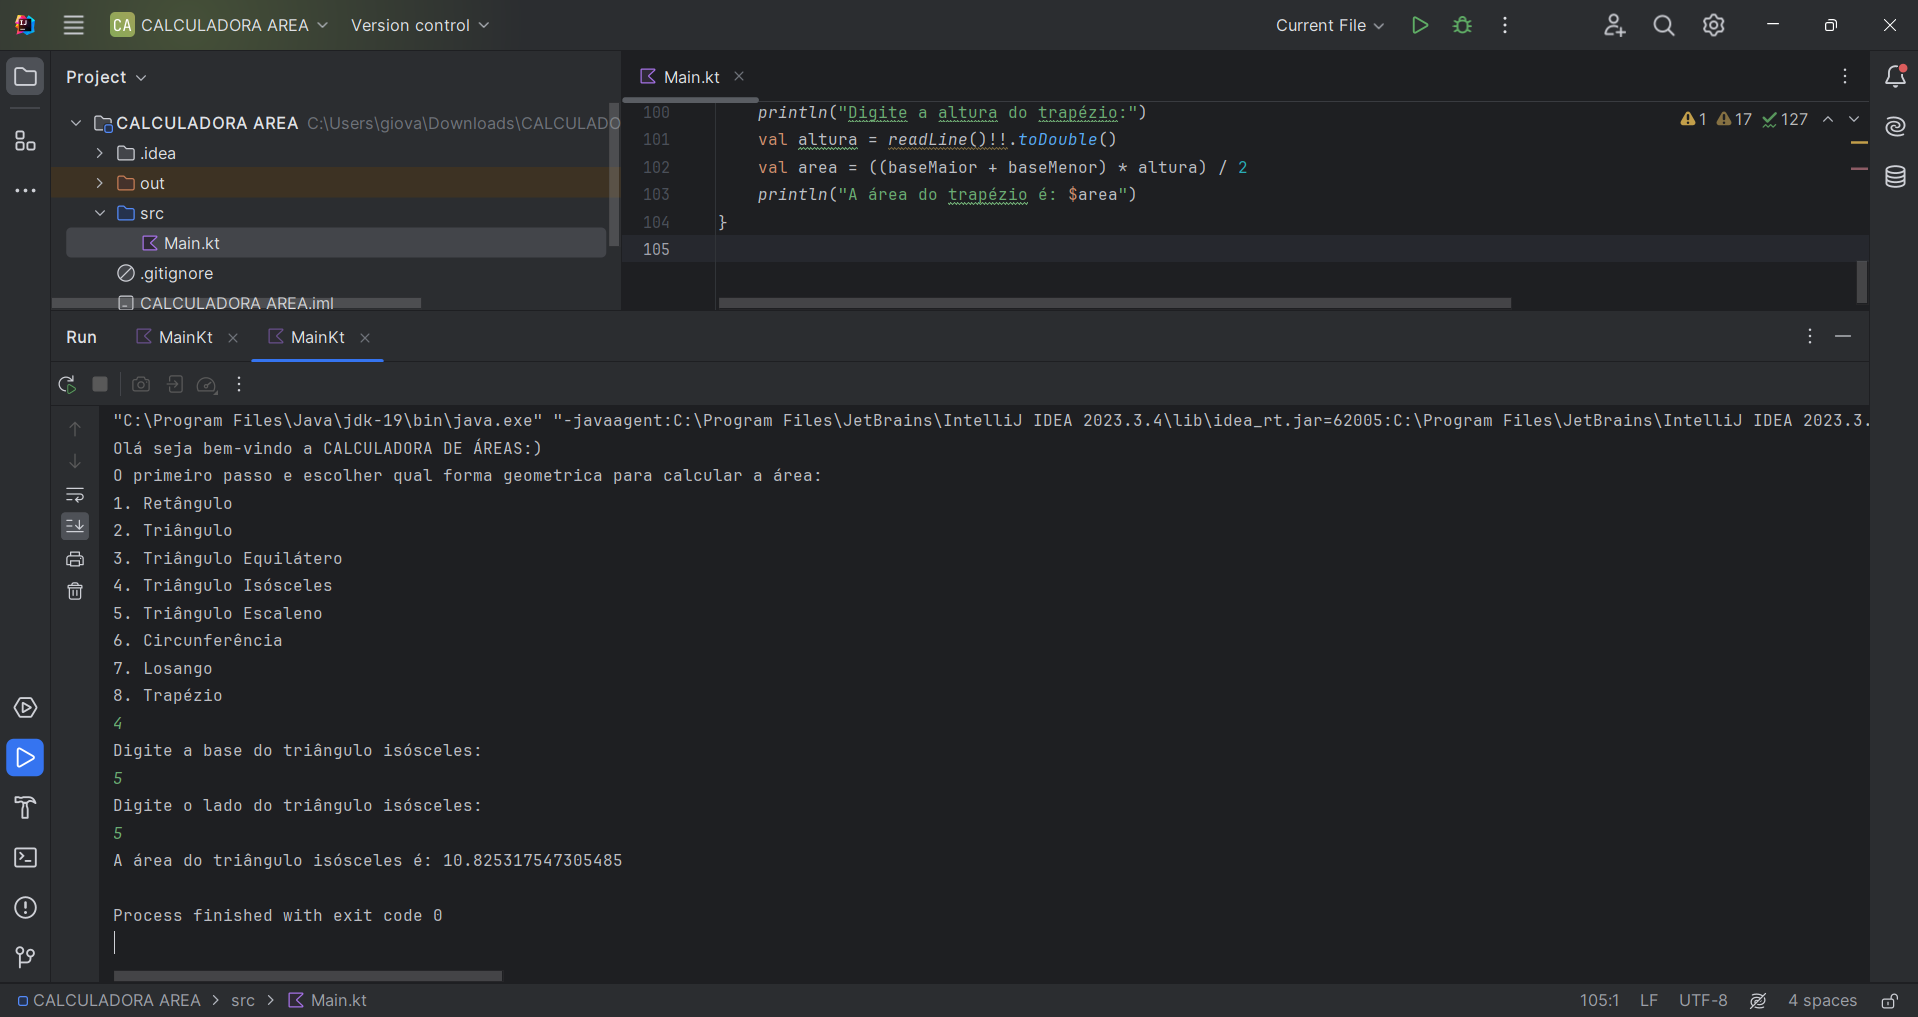 CA CALCULADORA AREA Version control Current File
Project
Main.kt
CALCULADORA AREA C:\Users\giova\Downloads\CALCULADO
.idea
out
src
Main.kt
.gitignore
CALCULADORA AREA.iml
100 println("Digite a altura do trapézio:")
101 val altura = readLine()!!.toDouble()
102 val area = ((baseMaior + baseMenor) * altura) / 2
103 println("A área do trapézio é: $area")
104 }
105
1 17 127
Run MainKt MainKt
"C:\Program Files\Java\jdk-19\bin\java.exe" "-javaagent:C:\Program Files\JetBrains\IntelliJ IDEA 2023.3.4\lib\idea_rt.jar=62005:C:\Program Files\JetBrains\IntelliJ IDEA 2023.3.
Olá seja bem-vindo a CALCULADORA DE ÁREAS:)
O primeiro passo e escolher qual forma geometrica para calcular a área:
1. Retângulo
2. Triângulo
3. Triângulo Equilátero
4. Triângulo Isósceles
5. Triângulo Escaleno
6. Circunferência
7. Losango
8. Trapézio
4
Digite a base do triângulo isósceles:
5
Digite o lado do triângulo isósceles:
5
A área do triângulo isósceles é: 10.825317547305485
Process finished with exit code 0
CALCULADORA AREA > src > Main.kt
105:1 LF UTF-8 4 spaces